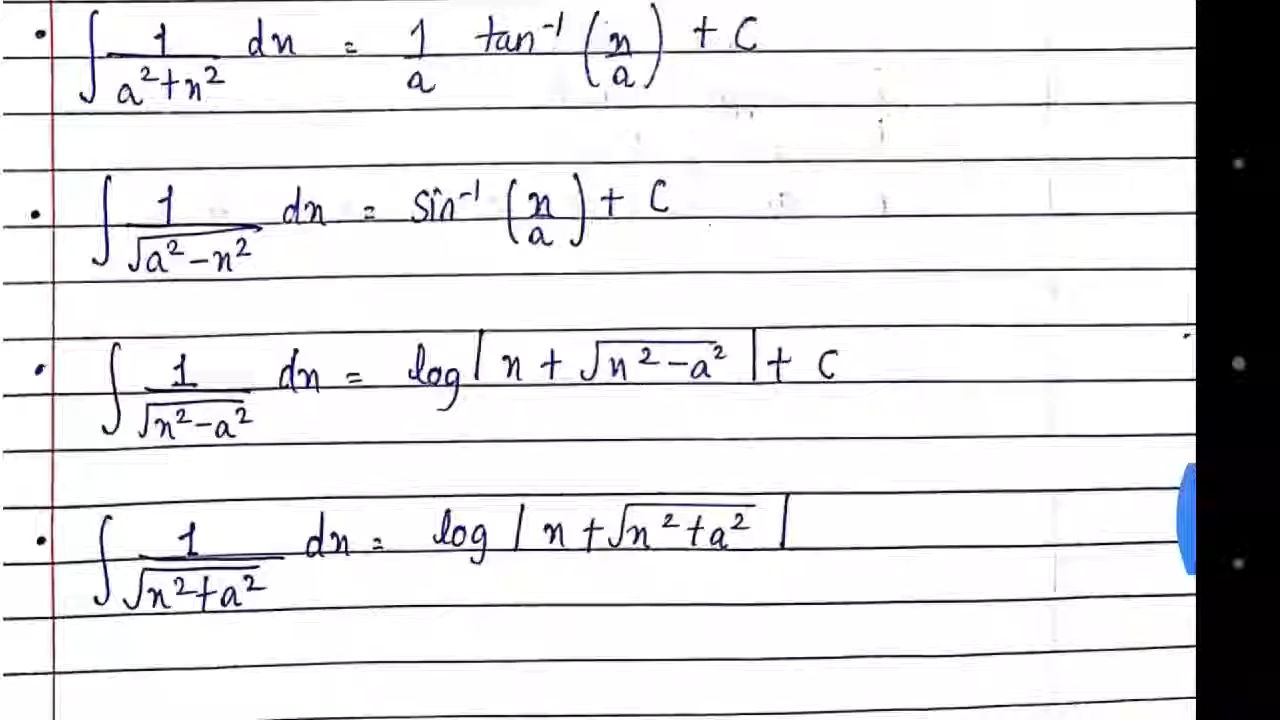 • ∫ 1/(a²+x²) dx = 1/a tan⁻¹ (x/a) + C
• ∫ 1/√(a²−x²) dx = sin⁻¹ (x/a) + C
• ∫ 1/√(x²−a²) dx = log |x + √(x²−a²)| + C
• ∫ 1/√(x²+a²) dx = log |x + √(x²+a²)|